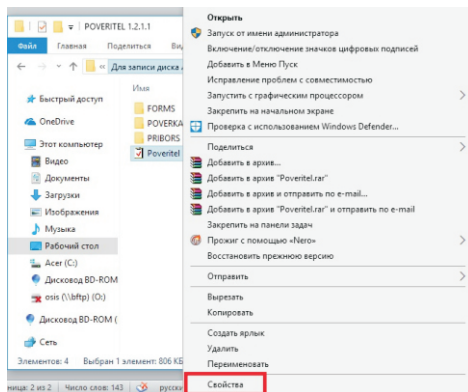 POVERITEL 1.2.1.1
Файл Главная Поделиться
Для записи диска
Имя
Быстрый доступ
OneDrive
Этот компьютер
Видео
Документы
Загрузки
Изображения
Музыка
Рабочий стол
Acer (C:)
Дисковод BD-ROM
osis (\\bftp) (O:)
Дисковод BD-ROM (
Сеть
FORMS
POVERKA
PRIBORS
Poveritel
Элементов: 4 Выбран 1 элемент: 806 КБ
ница: 2 из 2 Число слов: 143 русски
Открыть
Запуск от имени администратора
Включение/отключение значков цифровых подписей
Добавить в Меню Пуск
Исправление проблем с совместимостью
Запустить с графическим процессором
Закрепить на начальном экране
Проверка с использованием Windows Defender...
Поделиться
Добавить в архив...
Добавить в архив "Poveritel.rar"
Добавить в архив и отправить по e-mail...
Добавить в архив "Poveritel.rar" и отправить по e-mail
Закрепить на панели задач
Прожиг с помощью «Nero»
Восстановить прежнюю версию
Отправить
Вырезать
Копировать
Создать ярлык
Удалить
Переименовать
Свойства